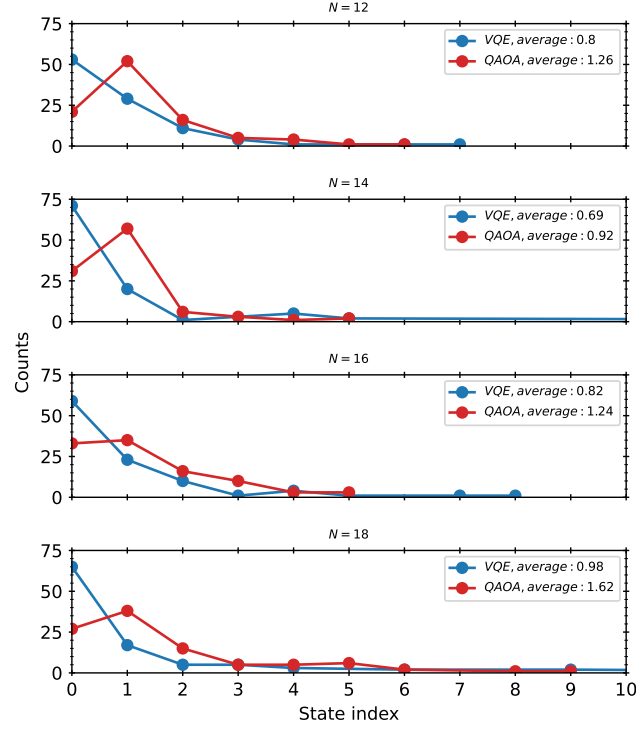 N = 12
75
50
25
0
VQE, average : 0.8
QAOA, average : 1.26
N = 14
75
50
25
0
VQE, average : 0.69
QAOA, average : 0.92
Counts
N = 16
75
50
25
0
VQE, average : 0.82
QAOA, average : 1.24
N = 18
75
50
25
0
VQE, average : 0.98
QAOA, average : 1.62
0 1 2 3 4 5 6 7 8 9 10
State index